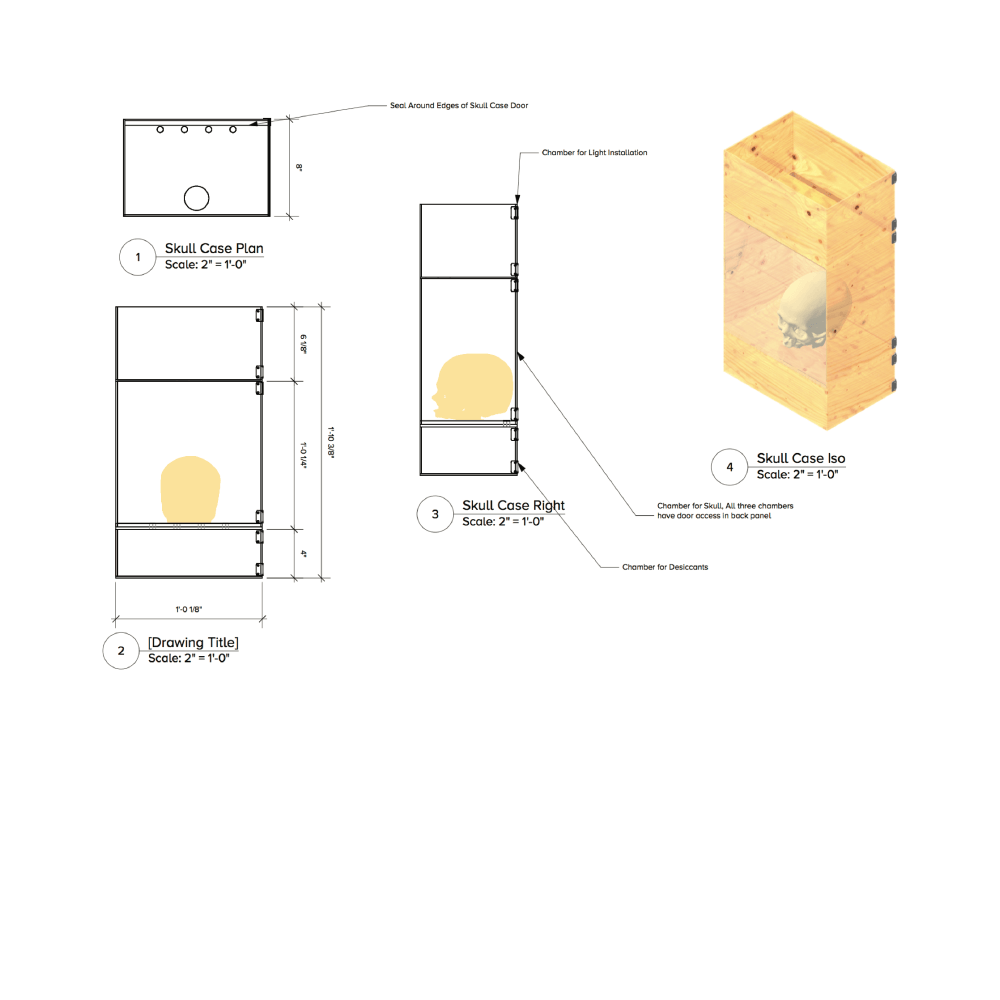 Seal Around Edges of Skull Case Door
8"
1
Skull Case Plan
Scale: 2" = 1'-0"
Chamber for Light Installation
6 1/8"
1'-0 1/4"
4"
1'-10 3/8"
1'-0 1/8"
2
[Drawing Title]
Scale: 2" = 1'-0"
3
Skull Case Right
Scale: 2" = 1'-0"
Chamber for Skull, All three chambers
have door access in back panel
Chamber for Desiccants
4
Skull Case Iso
Scale: 2" = 1'-0"